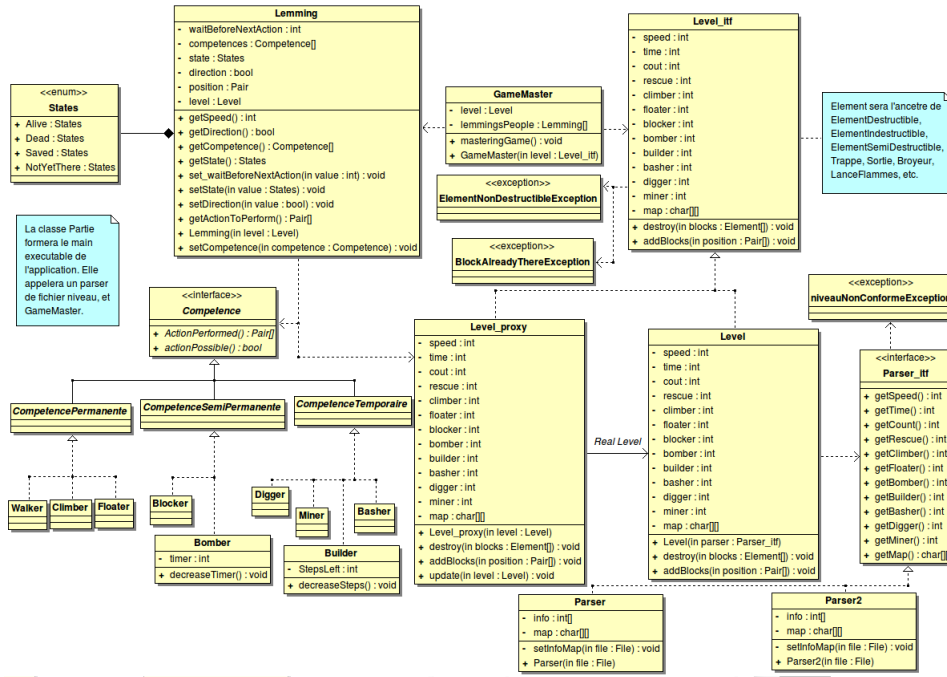 Lemming
- waitBeforeNextAction : int
- competences : Competence[]
- state : States
- direction : bool
- position : Pair
- level : Level
+ getSpeed() : int
+ getDirection() : bool
+ getCompetence() : Competence[]
+ getState() : States
+ set_waitBeforeNextAction(in value : int) : void
+ setState(in value : States) : void
+ setDirection(in value : bool) : void
+ getActionToPerform() : Pair[]
+ Lemming(in level : Level)
+ setCompetence(in competence : Competence) : void
<<enum>>
States
+ Alive : States
+ Dead : States
+ Saved : States
+ NotYetThere : States
GameMaster
- level : Level
- lemmingsPeople : Lemming[]
+ masteringGame() : void
+ GameMaster(in level : Level_itf)
Level_itf
- speed : int
- time : int
- cout : int
- rescue : int
- climber : int
- floater : int
- blocker : int
- bomber : int
- builder : int
- basher : int
- digger : int
- miner : int
- map : char[][]
+ destroy(in blocks : Element[]) : void
+ addBlocks(in position : Pair[]) : void
Element sera l'ancetre de
ElementDestructible,
ElementIndestructible,
ElementSemiDestructible,
Trappe, Sortie, Broyeur,
LanceFlammes, etc.
<<exception>>
ElementNonDestructibleException
<<exception>>
BlockAlreadyThereException
La classe Partie
formera le main
executable de
l'application. Elle
appelera un parser
de fichier niveau, et
GameMaster.
<<interface>>
Competence
+ ActionPerformed() : Pair[]
+ actionPossible() : bool
CompetencePermanente
CompetenceSemiPermanente
CompetenceTemporaire
Walker
Climber
Floater
Blocker
Bomber
- timer : int
+ decreaseTimer() : void
Digger
Miner
Basher
Builder
- StepsLeft : int
+ decreaseSteps() : void
Level_proxy
- speed : int
- time : int
- cout : int
- rescue : int
- climber : int
- floater : int
- blocker : int
- bomber : int
- builder : int
- basher : int
- digger : int
- miner : int
- map : char[][]
+ Level_proxy(in level : Level)
+ destroy(in blocks : Element[]) : void
+ addBlocks(in position : Pair[]) : void
+ update(in level : Level) : void
Real Level
Level
- speed : int
- time : int
- cout : int
- rescue : int
- climber : int
- floater : int
- blocker : int
- bomber : int
- builder : int
- basher : int
- digger : int
- miner : int
- map : char[][]
+ Level(in parser : Parser_itf)
+ destroy(in blocks : Element[]) : void
+ addBlocks(in position : Pair[]) : void
<<exception>>
niveauNonConformeException
<<interface>>
Parser_itf
+ getSpeed() : int
+ getTime() : int
+ getCount() : int
+ getRescue() : int
+ getClimber() : int
+ getFloater() : int
+ getBomber() : int
+ getBuilder() : int
+ getBasher() : int
+ getDigger() : int
+ getMiner() : int
+ getMap() : char[]
Parser
- info : int[]
- map : char[][]
- setInfoMap(in file : File) : void
+ Parser(in file : File)
Parser2
- info : int[]
- map : char[][]
- setInfoMap(in file : File) : void
+ Parser2(in file : File)